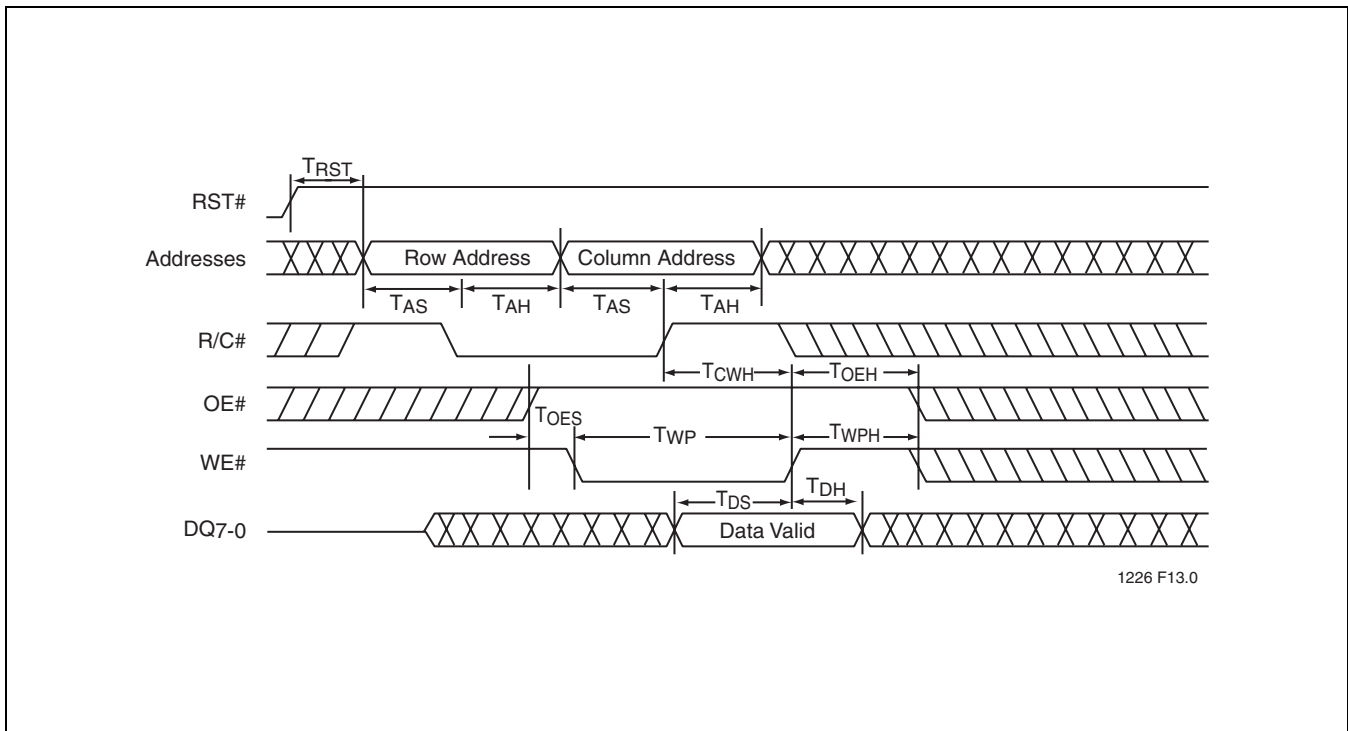 TRST
RST#
Addresses
Row Address
Column Address
TAS
TAH
TAS
TAH
R/C#
TCWH
TOEH
OE#
TOES
TWP
TWPH
WE#
TDS
TDH
DQ7-0
Data Valid
1226 F13.0